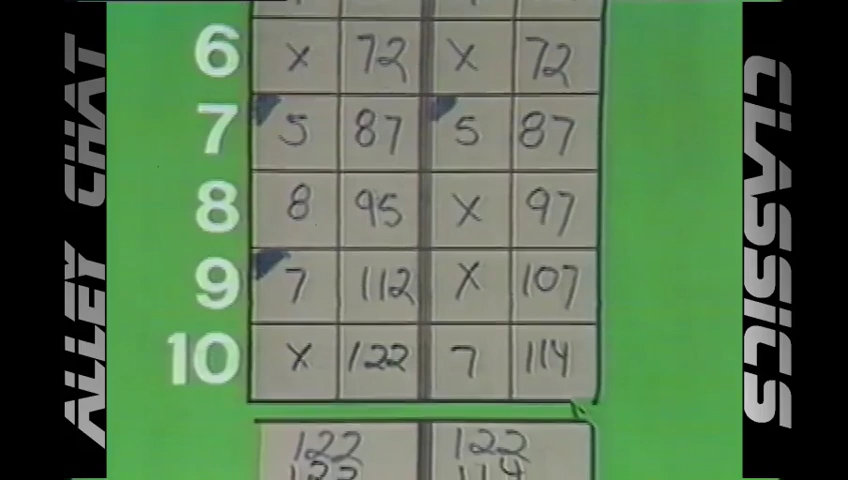 6 X 72 X 72
7 5 87 5 87
8 8 95 X 97
9 7 112 X 107
10 X 122 7 114
122 122
122 114
ALLEY CHAT
CLASSICS